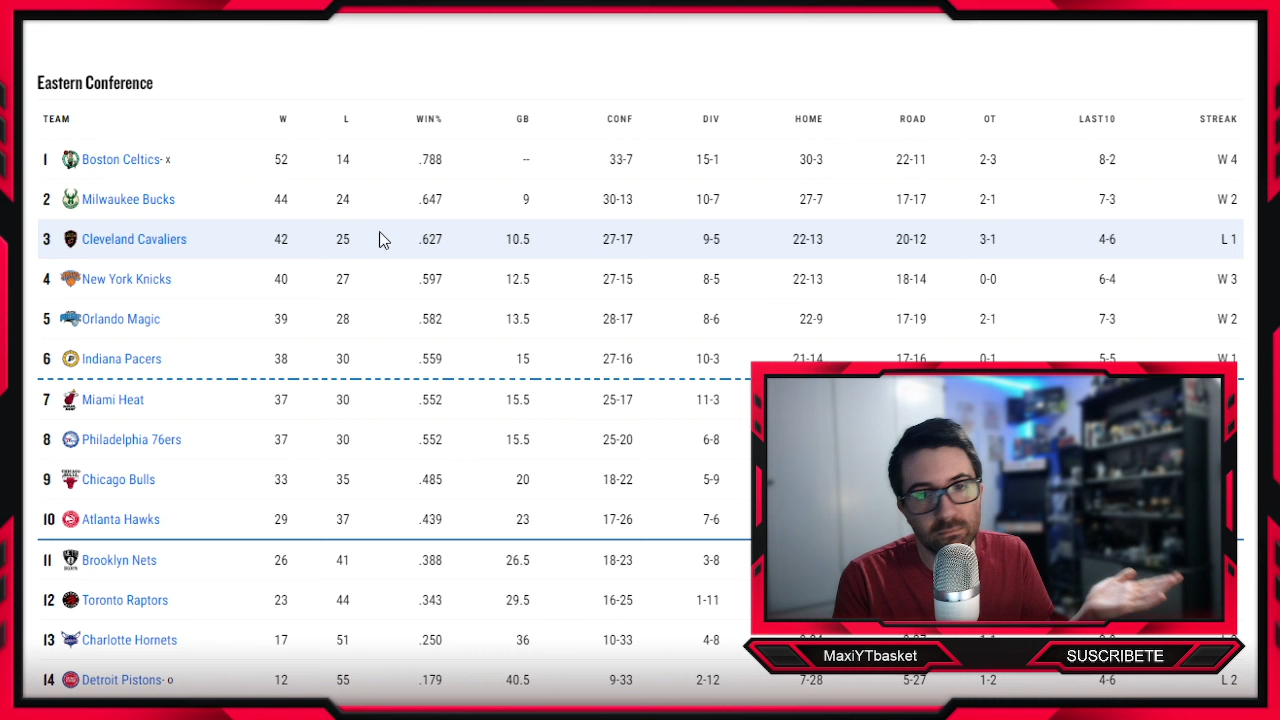 Eastern Conference
TEAM W L WIN% GB CONF DIV HOME ROAD OT LAST10 STREAK
1 Boston Celtics- x 52 14 .788 -- 33-7 15-1 30-3 22-11 2-3 8-2 W 4
2 Milwaukee Bucks 44 24 .647 9 30-13 10-7 27-7 17-17 2-1 7-3 W 2
3 Cleveland Cavaliers 42 25 .627 10.5 27-17 9-5 22-13 20-12 3-1 4-6 L 1
4 New York Knicks 40 27 .597 12.5 27-15 8-5 22-13 18-14 0-0 6-4 W 3
5 Orlando Magic 39 28 .582 13.5 28-17 8-6 22-9 17-19 2-1 7-3 W 2
6 Indiana Pacers 38 30 .559 15 27-16 10-3 21-14 17-16 0-1 5-5 W 1
7 Miami Heat 37 30 .552 15.5 25-17 11-3
8 Philadelphia 76ers 37 30 .552 15.5 25-20 6-8
9 Chicago Bulls 33 35 .485 20 18-22 5-9
10 Atlanta Hawks 29 37 .439 23 17-26 7-6
11 Brooklyn Nets 26 41 .388 26.5 18-23 3-8
12 Toronto Raptors 23 44 .343 29.5 16-25 1-11
13 Charlotte Hornets 17 51 .250 36 10-33 4-8
14 Detroit Pistons- o 12 55 .179 40.5 9-33 2-12 7-28 5-27 1-2 4-6 L 2
MaxiYTbasket
SUSCRIBETE